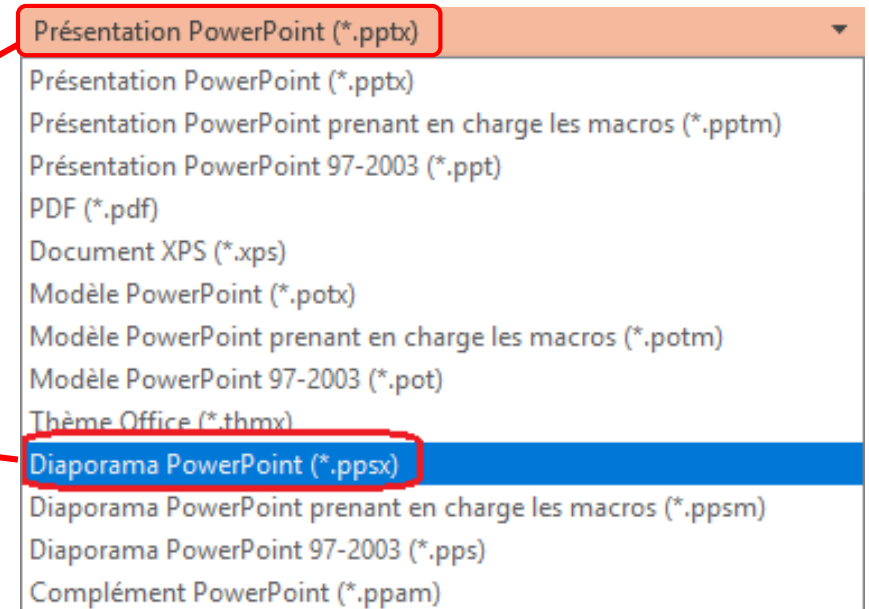 Présentation PowerPoint (*.pptx)
Présentation PowerPoint (*.pptx)
Présentation PowerPoint prenant en charge les macros (*.pptm)
Présentation PowerPoint 97-2003 (*.ppt)
PDF (*.pdf)
Document XPS (*.xps)
Modèle PowerPoint (*.potx)
Modèle PowerPoint prenant en charge les macros (*.potm)
Modèle PowerPoint 97-2003 (*.pot)
Thème Office (*.thmx)
Diaporama PowerPoint (*.ppsx)
Diaporama PowerPoint prenant en charge les macros (*.ppsm)
Diaporama PowerPoint 97-2003 (*.pps)
Complément PowerPoint (*.ppam)